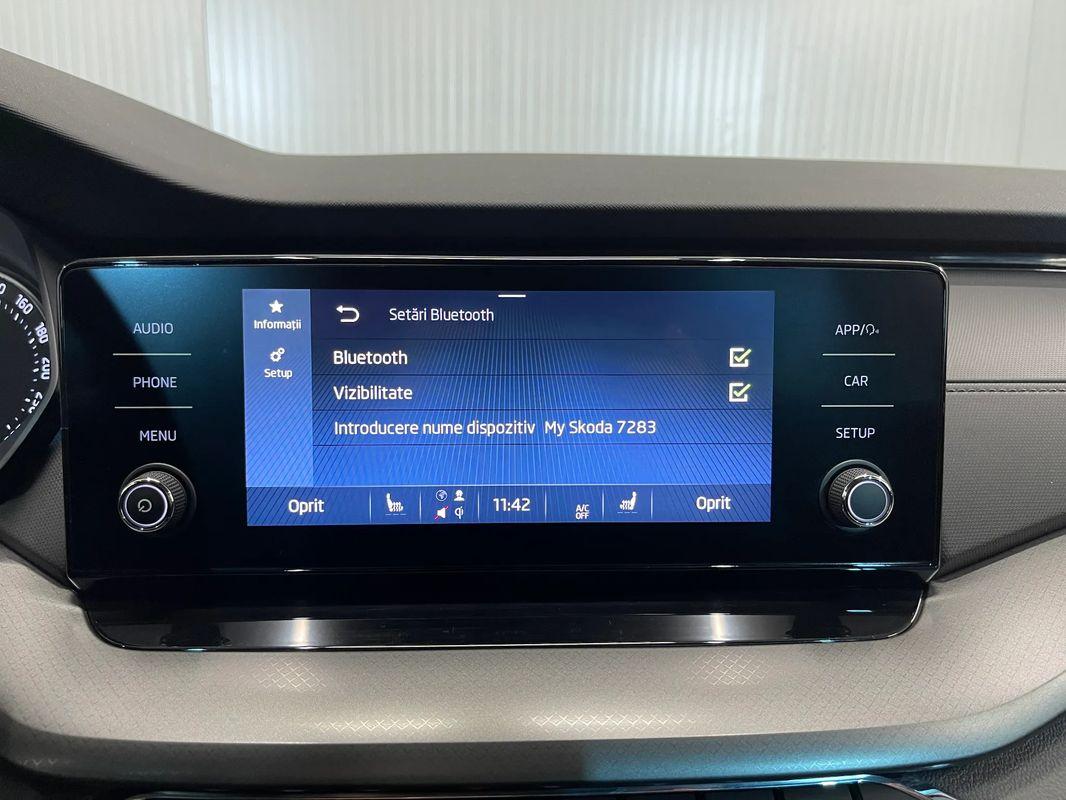 160
180
200
AUDIO
PHONE
MENU
Informații
Setup
Setări Bluetooth
Bluetooth
Vizibilitate
Introducere nume dispozitiv My Skoda 7283
Oprit
11:42
A/C
OFF
Oprit
APP/
CAR
SETUP